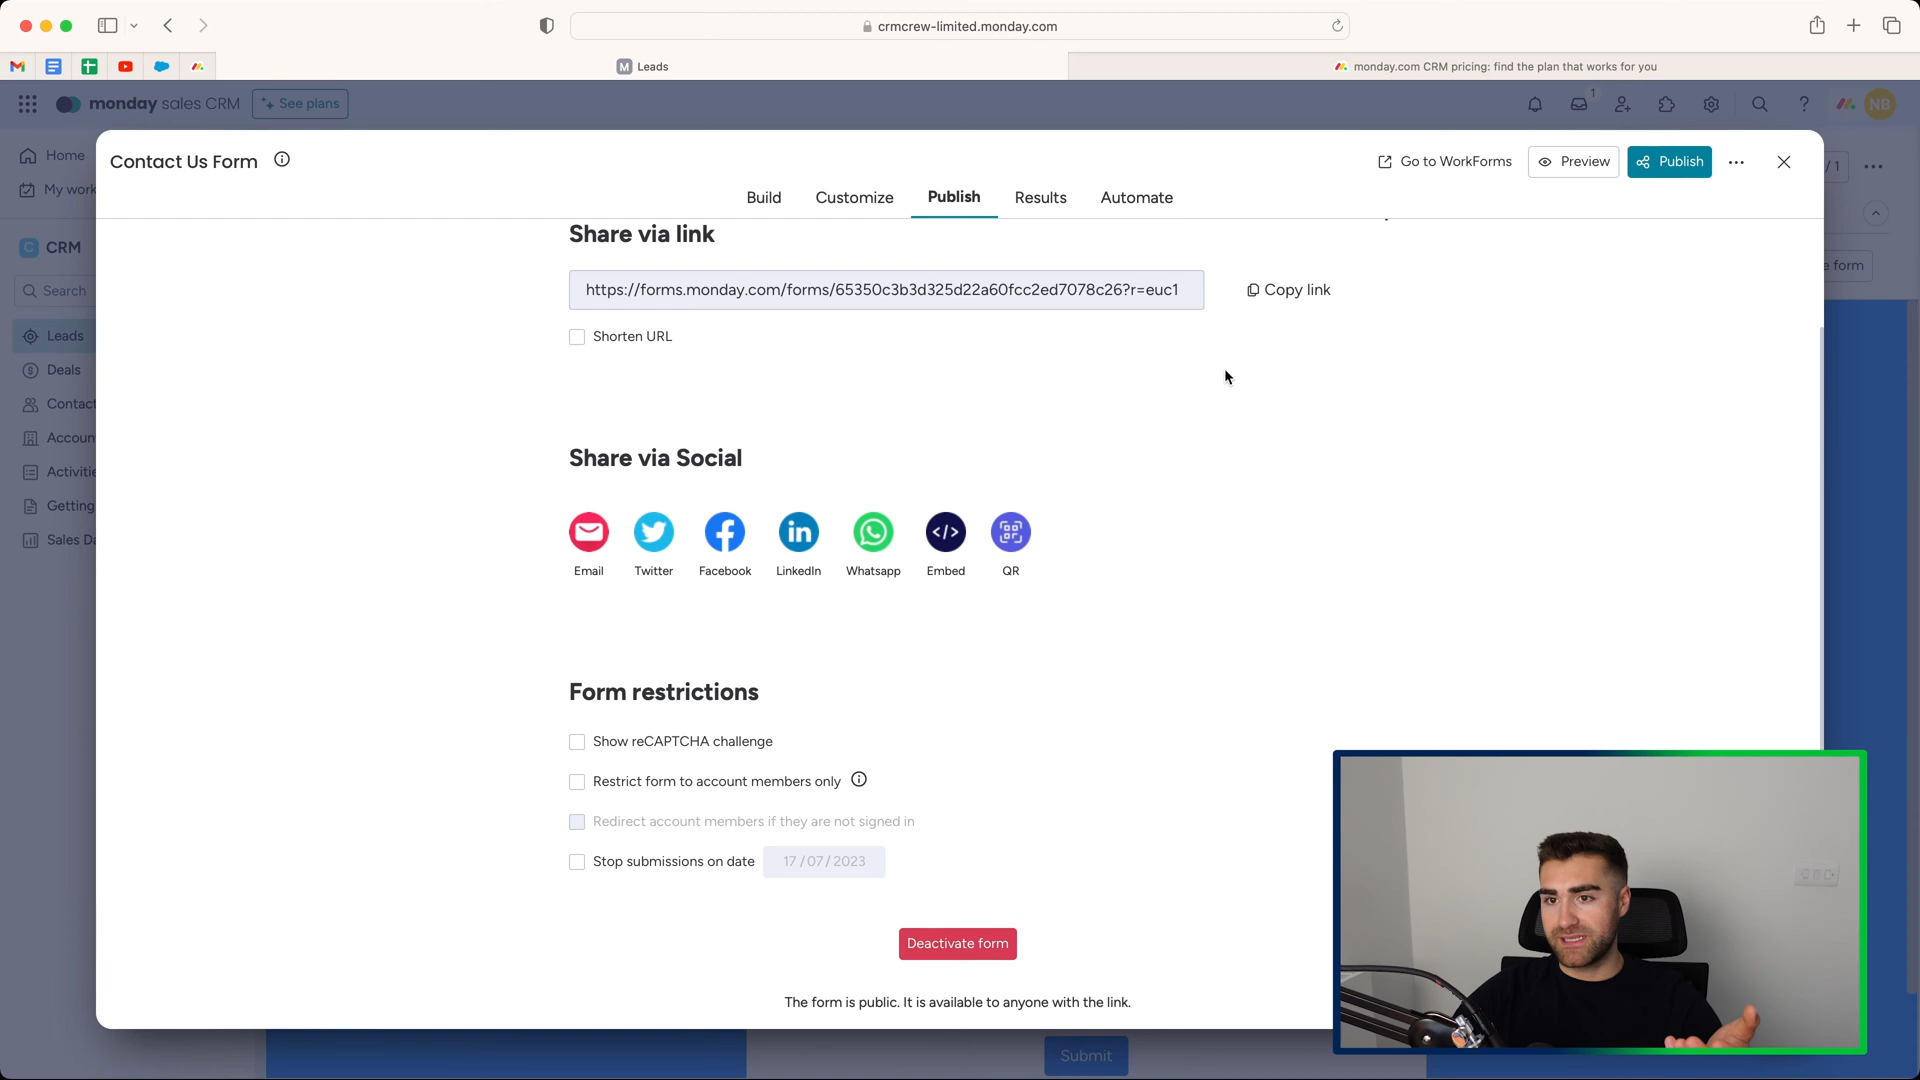 crmcrew-limited.monday.com
M Leads
monday.com CRM pricing: find the plan that works for you
monday sales CRM
See plans
1
NB
Home
My work
Contact Us Form
Go to WorkForms
Preview
Publish
/ 1
Build
Customize
Publish
Results
Automate
C CRM
Search
Leads
Deals
Contact
Accoun
Activitie
Getting
Sales Da
e form
Share via link
https://forms.monday.com/forms/65350c3b3d325d22a60fcc2ed7078c26?r=euc1
Copy link
Shorten URL
Share via Social
Email
Twitter
Facebook
LinkedIn
Whatsapp
Embed
QR
Form restrictions
Show reCAPTCHA challenge
Restrict form to account members only
Redirect account members if they are not signed in
Stop submissions on date
17 / 07 / 2023
Deactivate form
The form is public. It is available to anyone with the link.
Submit